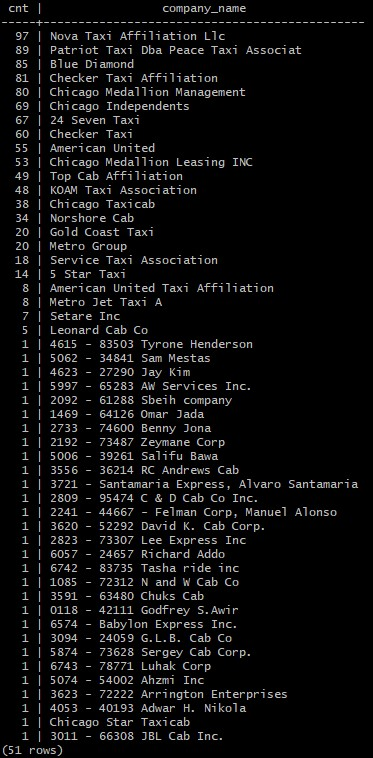 cnt | company_name
-----+-----------------------------------------------
97 | Nova Taxi Affiliation Llc
89 | Patriot Taxi Dba Peace Taxi Associat
85 | Blue Diamond
81 | Checker Taxi Affiliation
80 | Chicago Medallion Management
69 | Chicago Independents
67 | 24 Seven Taxi
60 | Checker Taxi
55 | American United
53 | Chicago Medallion Leasing INC
49 | Top Cab Affiliation
48 | KOAM Taxi Association
38 | Chicago Taxicab
34 | Norshore Cab
20 | Gold Coast Taxi
20 | Metro Group
18 | Service Taxi Association
14 | 5 Star Taxi
8 | American United Taxi Affiliation
8 | Metro Jet Taxi A
7 | Setare Inc
5 | Leonard Cab Co
1 | 4615 - 83503 Tyrone Henderson
1 | 5062 - 34841 Sam Mestas
1 | 4623 - 27290 Jay Kim
1 | 5997 - 65283 AW Services Inc.
1 | 2092 - 61288 Sbeih company
1 | 1469 - 64126 Omar Jada
1 | 2733 - 74600 Benny Jona
1 | 2192 - 73487 Zeymane Corp
1 | 5006 - 39261 Salifu Bawa
1 | 3556 - 36214 RC Andrews Cab
1 | 3721 - Santamaria Express, Alvaro Santamaria
1 | 2809 - 95474 C & D Cab Co Inc.
1 | 2241 - 44667 - Felman Corp, Manuel Alonso
1 | 3620 - 52292 David K. Cab Corp.
1 | 2823 - 73307 Lee Express Inc
1 | 6057 - 24657 Richard Addo
1 | 6742 - 83735 Tasha ride inc
1 | 1085 - 72312 N and W Cab Co
1 | 3591 - 63480 Chuks Cab
1 | 0118 - 42111 Godfrey S.Awir
1 | 6574 - Babylon Express Inc.
1 | 3094 - 24059 G.L.B. Cab Co
1 | 5874 - 73628 Sergey Cab Corp.
1 | 6743 - 78771 Luhak Corp
1 | 5074 - 54002 Ahzmi Inc
1 | 3623 - 72222 Arrington Enterprises
1 | 4053 - 40193 Adwar H. Nikola
1 | Chicago Star Taxicab
1 | 3011 - 66308 JBL Cab Inc.
(51 rows)